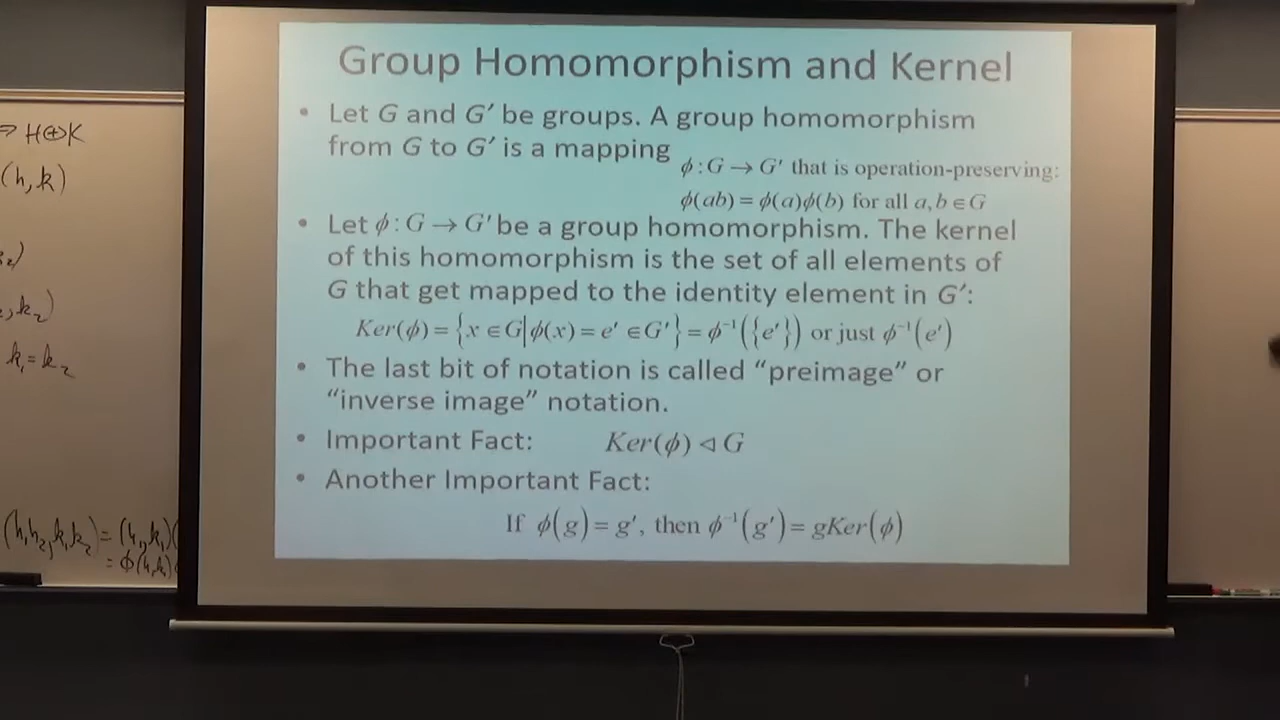 Group Homomorphism and Kernel
• Let G and G′ be groups. A group homomorphism
from G to G′ is a mapping
ϕ : G → G′ that is operation-preserving:
ϕ(ab) = ϕ(a)ϕ(b) for all a, b ∈ G
• Let ϕ : G → G′ be a group homomorphism. The kernel
of this homomorphism is the set of all elements of
G that get mapped to the identity element in G′:
Ker(ϕ) = {x ∈ G|ϕ(x) = e′ ∈ G′} = ϕ⁻¹({e′}) or just ϕ⁻¹(e′)
• The last bit of notation is called “preimage” or
“inverse image” notation.
• Important Fact: Ker(ϕ) ◁ G
• Another Important Fact:
If ϕ(g) = g′, then ϕ⁻¹(g′) = gKer(ϕ)
H⊕K
(h, k)
k₁ = k₂
(h₁h₂, k₁k₂) = (h₁, k₁)(
= ϕ(h₁k₁)